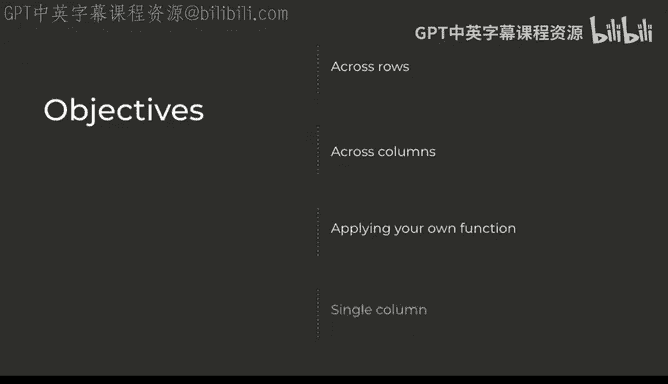 GPT中英字幕课程资源@bilibili.com
GPT中英字幕课程资源 bilibili
Objectives
Across rows
Across columns
Applying your own function
Single column